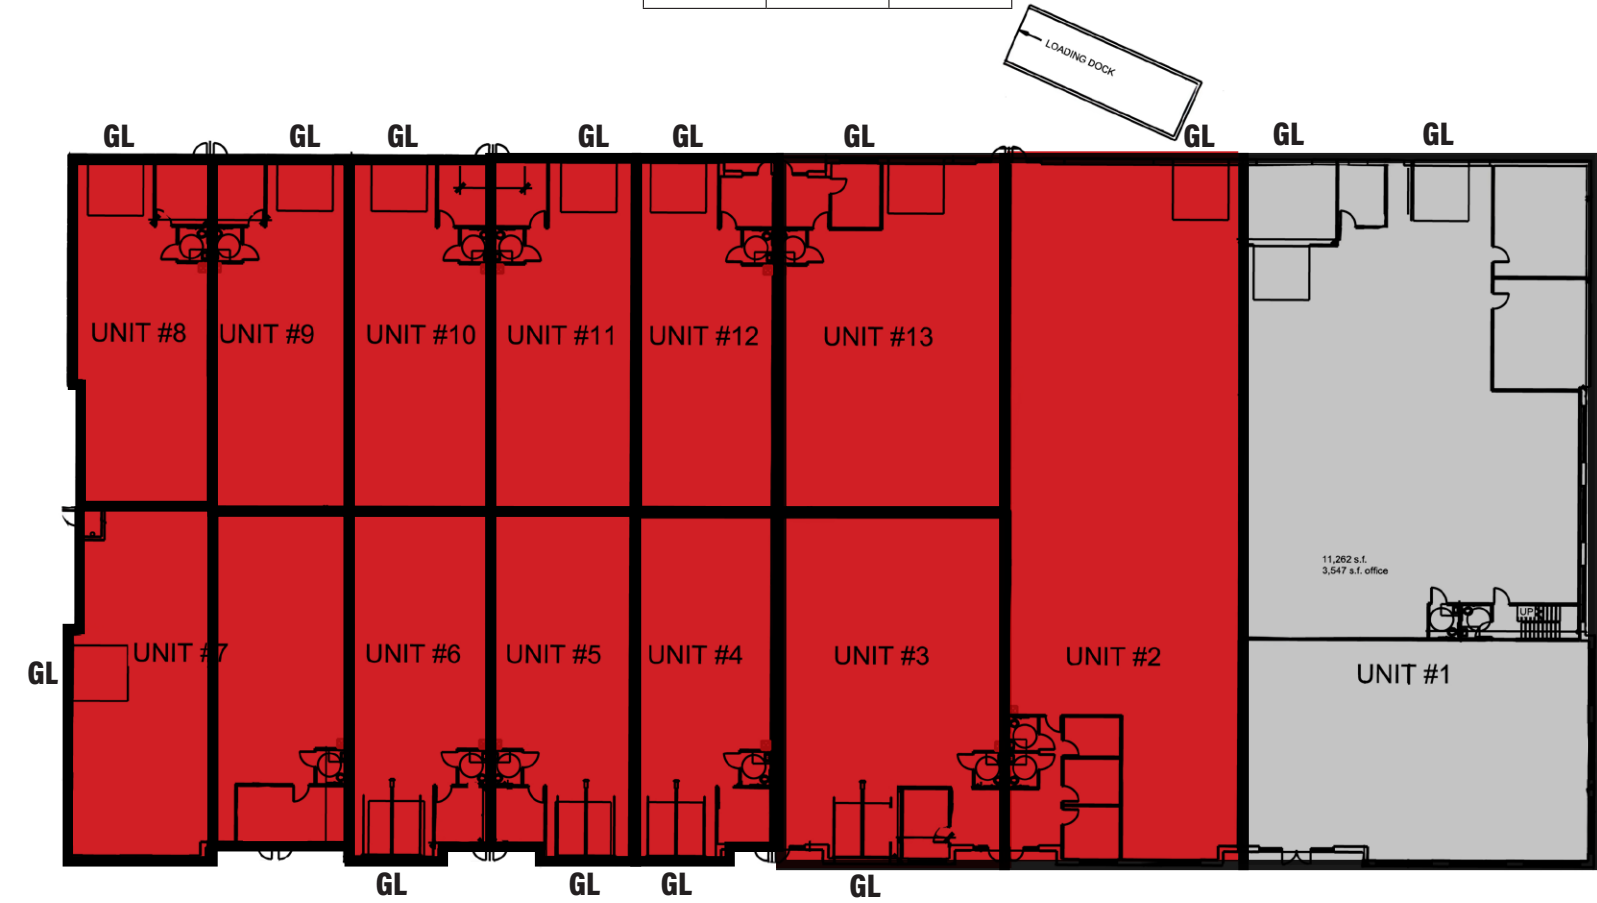 LOADING DOCK
GL GL GL GL GL GL GL GL GL
UNIT #8 UNIT #9 UNIT #10 UNIT #11 UNIT #12 UNIT #13
11,262 s.f.
3,547 s.f. office
UP
GL UNIT #7 UNIT #6 UNIT #5 UNIT #4 UNIT #3 UNIT #2 UNIT #1
GL GL GL GL